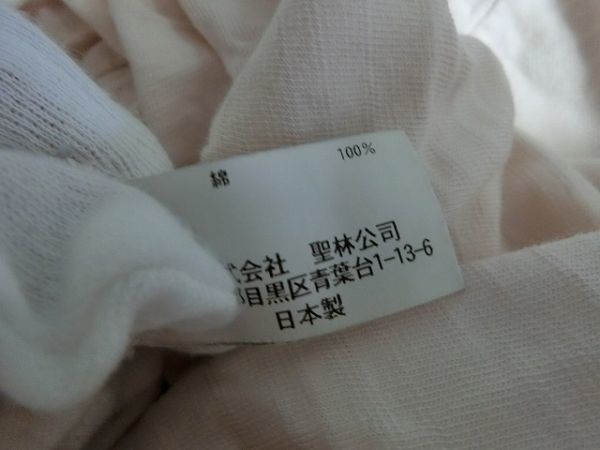 綿 100%
式会社 聖林公司
目黒区青葉台1-13-6
日本製